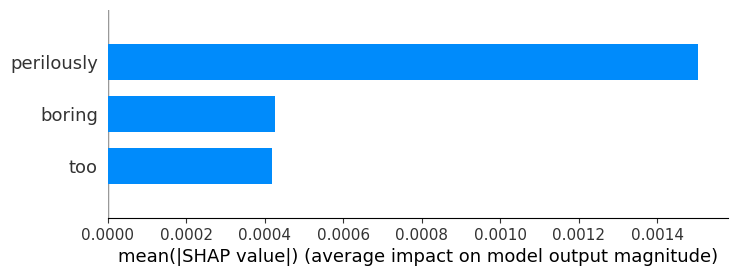 perilously
boring
too
0.0000 0.0002 0.0004 0.0006 0.0008 0.0010 0.0012 0.0014
mean(|SHAP value|) (average impact on model output magnitude)